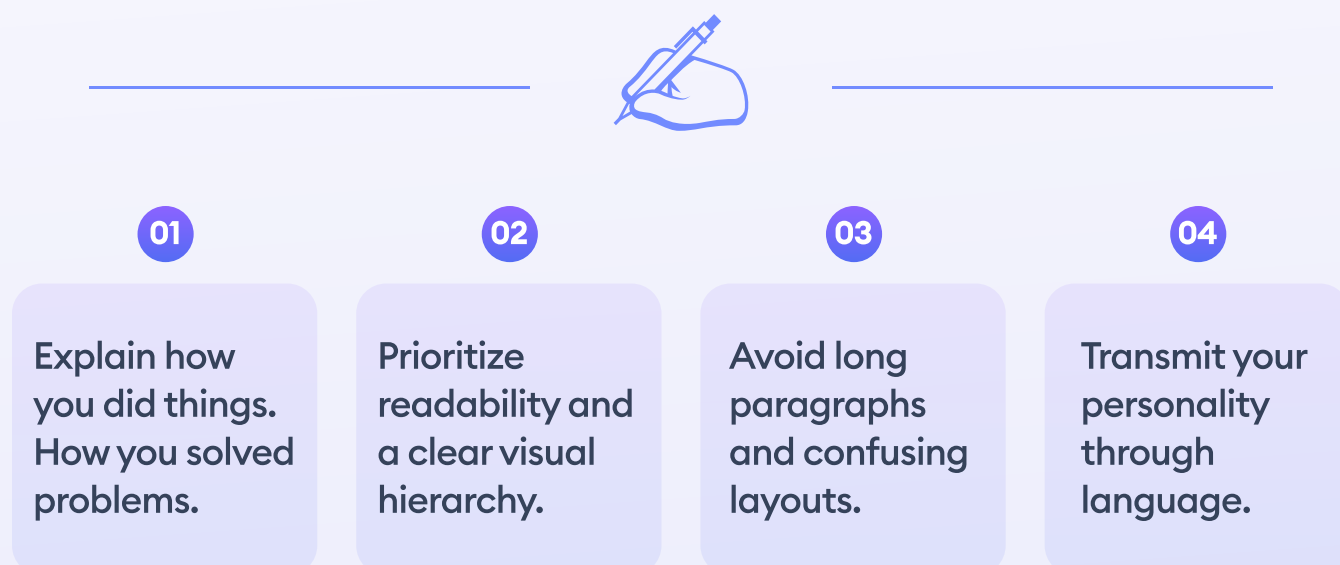 01
Explain how
you did things.
How you solved
problems.
02
Prioritize
readability and
a clear visual
hierarchy.
03
Avoid long
paragraphs
and confusing
layouts.
04
Transmit your
personality
through
language.